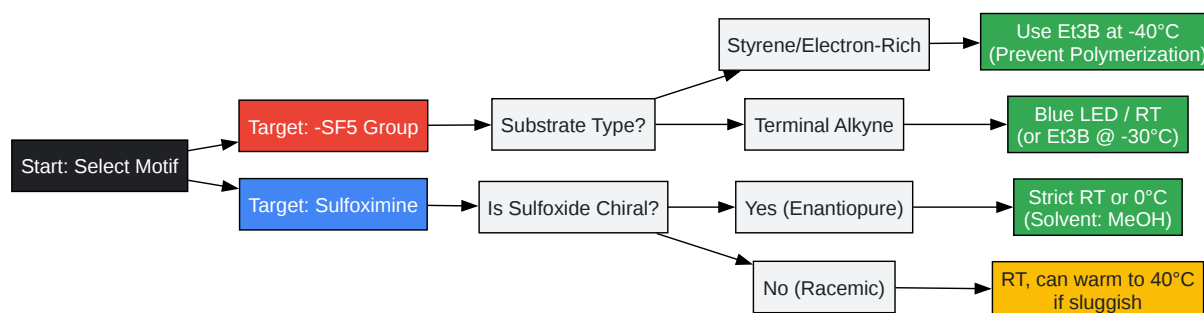 Start: Select Motif
Target: -SF5 Group
Substrate Type?
Styrene/Electron-Rich
Use Et3B at -40°C
(Prevent Polymerization)
Terminal Alkyne
Blue LED / RT
(or Et3B @ -30°C)
Target: Sulfoximine
Is Sulfoxide Chiral?
Yes (Enantiopure)
Strict RT or 0°C
(Solvent: MeOH)
No (Racemic)
RT, can warm to 40°C
if sluggish